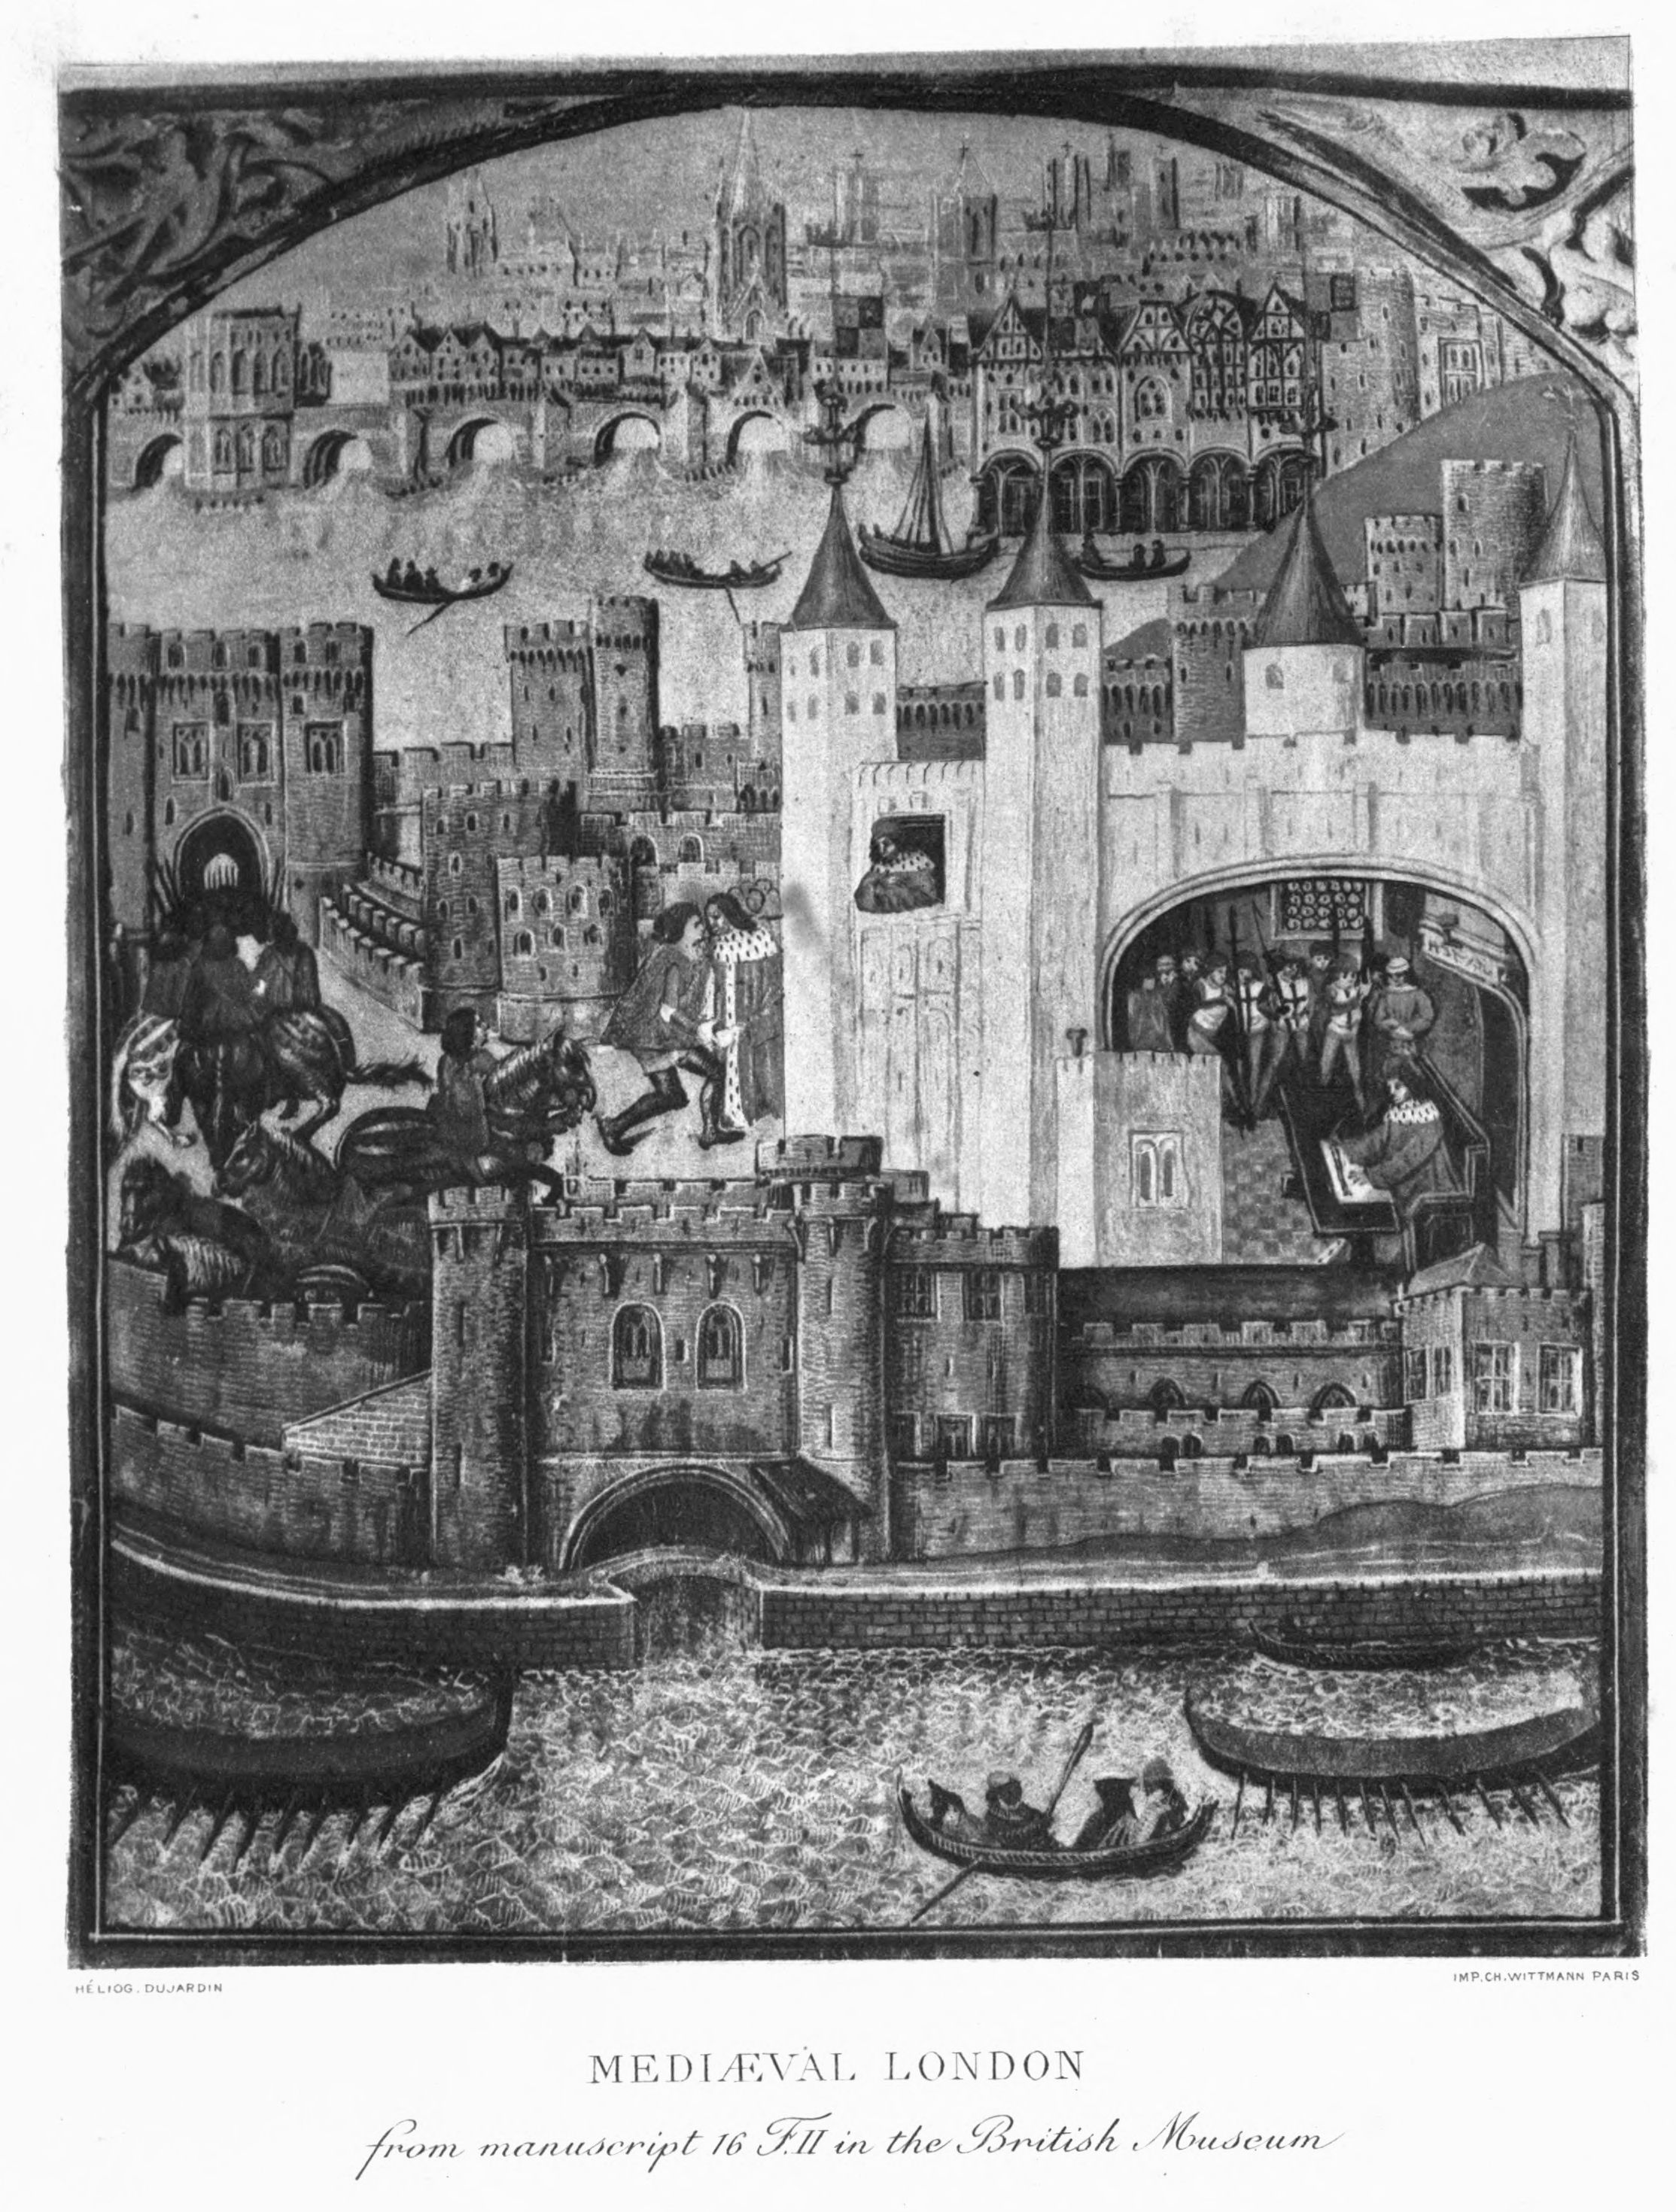 HÉLIOG. DUJARDIN
IMP. CH. WITTMANN PARIS
MEDIÆVAL LONDON
from manuscript 16 F.II in the British Museum